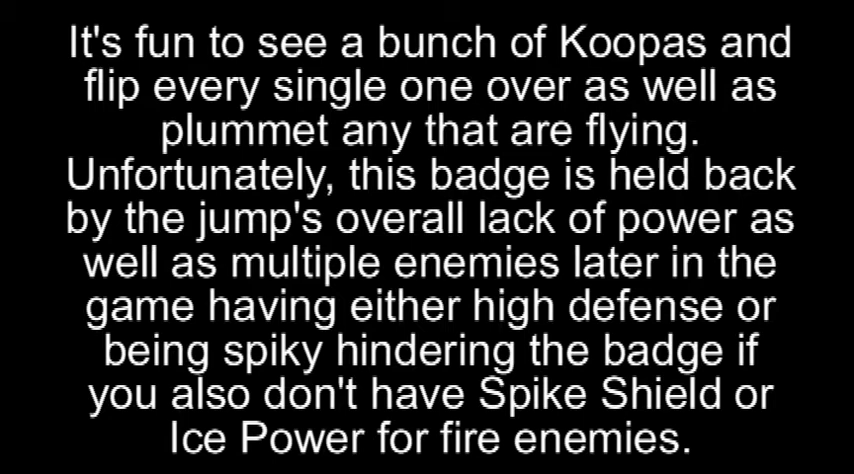 It's fun to see a bunch of Koopas and
flip every single one over as well as
plummet any that are flying.
Unfortunately, this badge is held back
by the jump's overall lack of power as
well as multiple enemies later in the
game having either high defense or
being spiky hindering the badge if
you also don't have Spike Shield or
Ice Power for fire enemies.